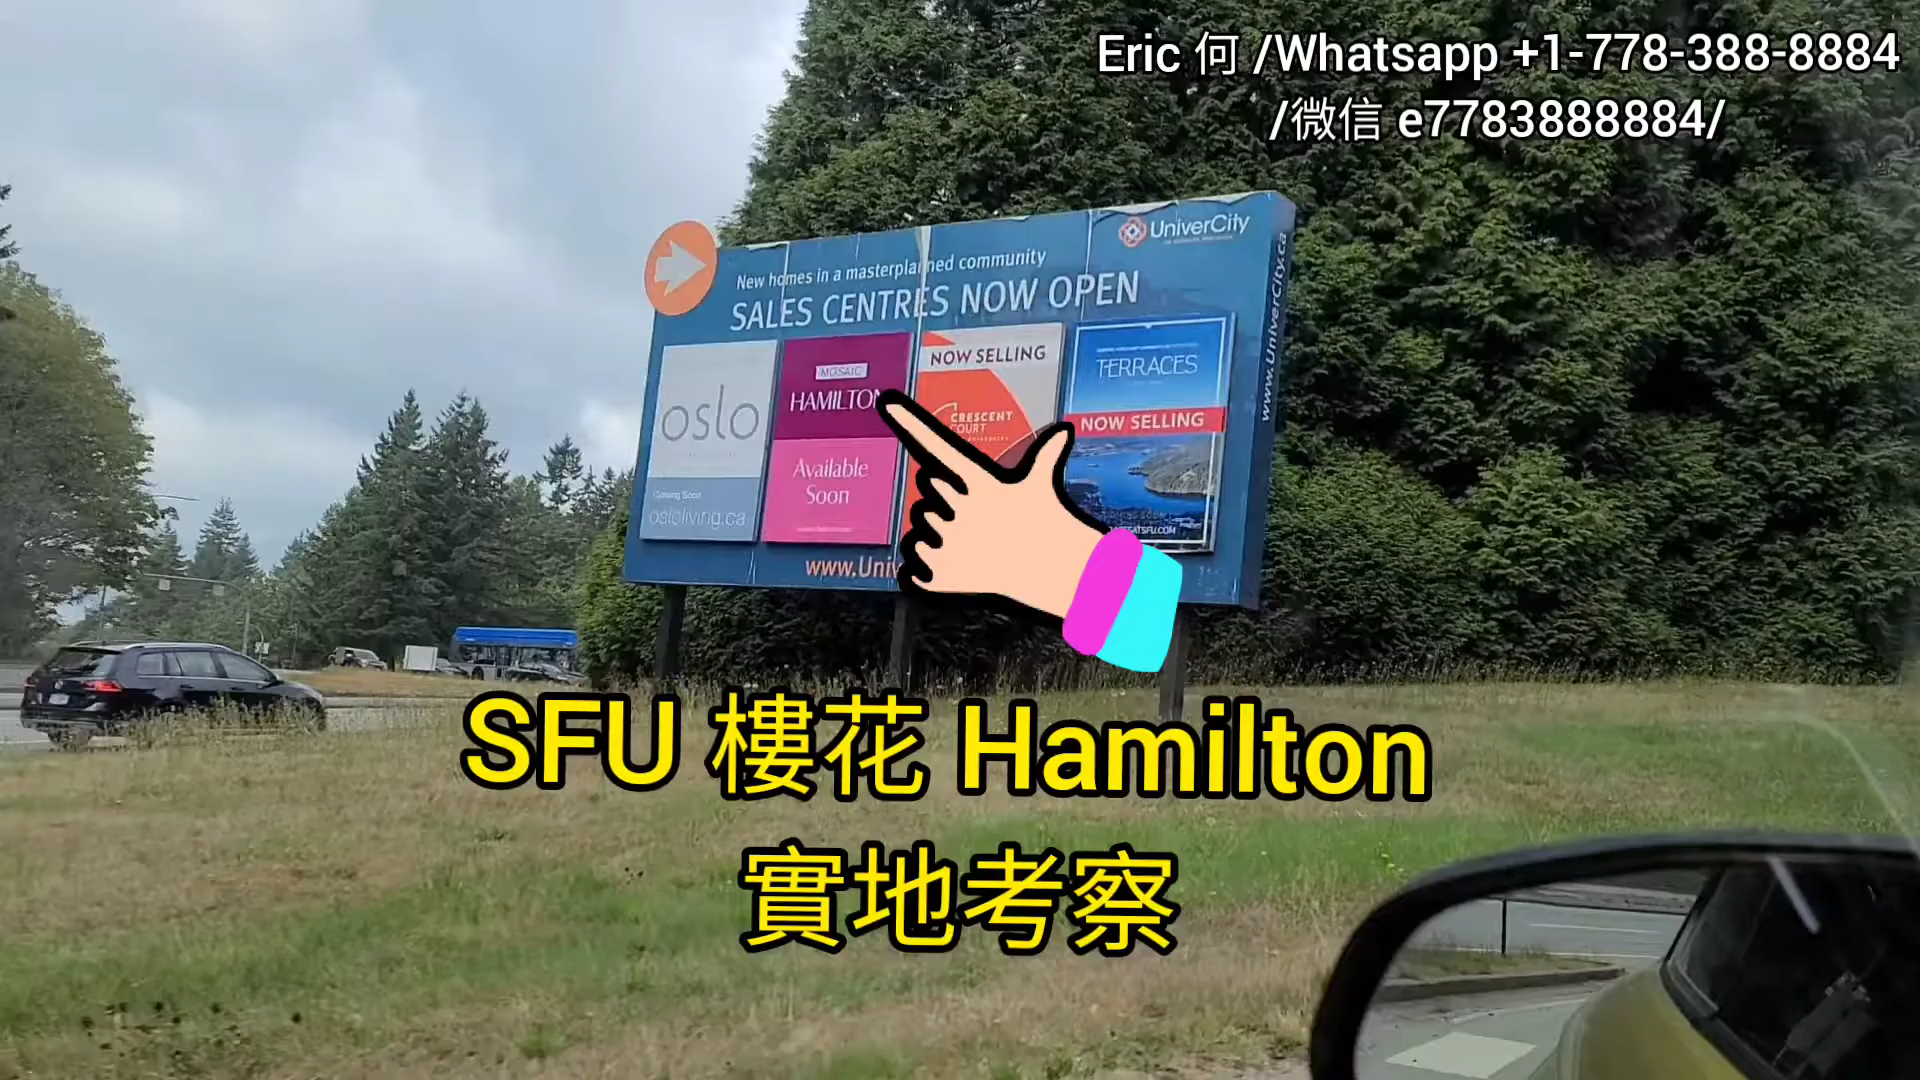 Eric 何 /Whatsapp +1-778-388-8884
/微信 e7783888884/
UniverCity
New homes in a masterplanned community
SALES CENTRES NOW OPEN
www.UniverCity.ca
oslo
Coming Soon
osloliving.ca
MOSAIC
HAMILTON
Available
Soon
NOW SELLING
CRESCENT
COURT
TERRACES
NOW SELLING
www.Univ
SFU 樓花 Hamilton
實地考察